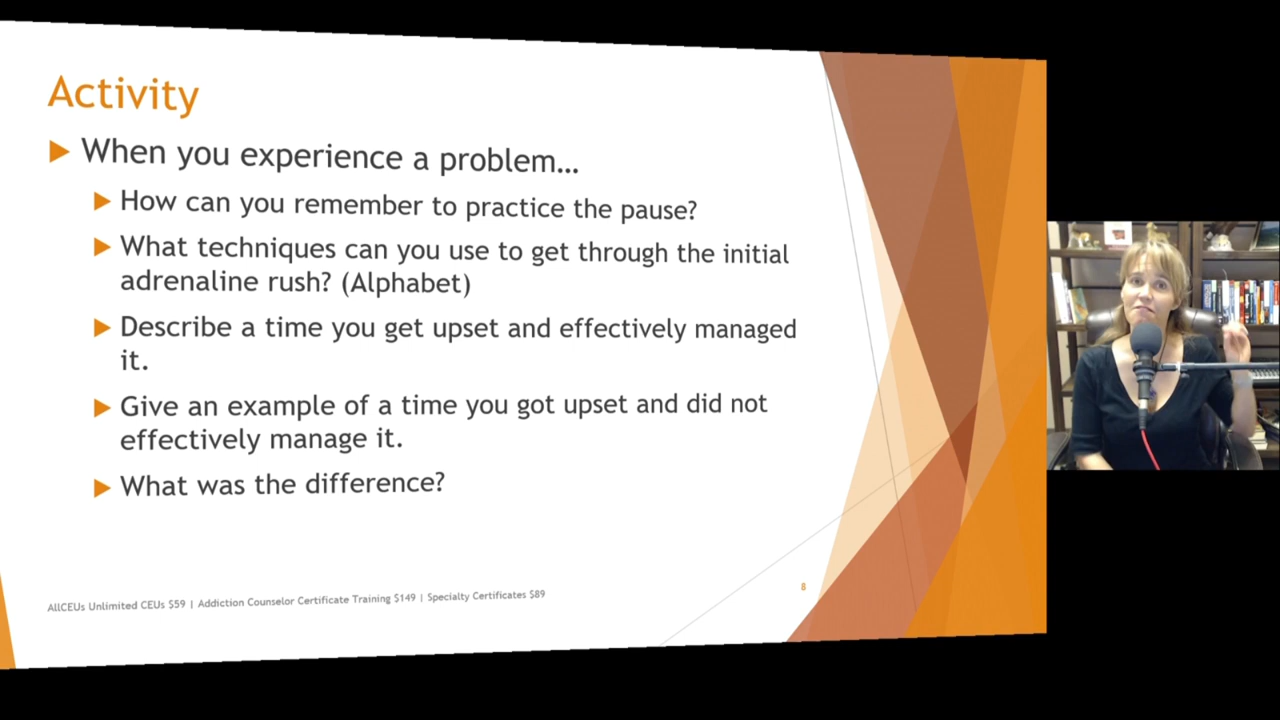 Activity
When you experience a problem…
How can you remember to practice the pause?
What techniques can you use to get through the initial
adrenaline rush? (Alphabet)
Describe a time you get upset and effectively managed
it.
Give an example of a time you got upset and did not
effectively manage it.
What was the difference?
AllCEUs Unlimited CEUs $59 | Addiction Counselor Certificate Training $149 | Specialty Certificates $89
8